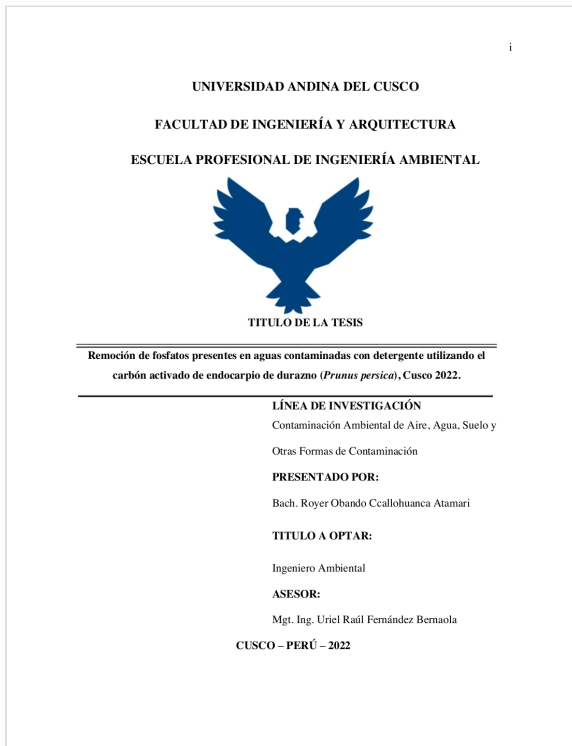 i
UNIVERSIDAD ANDINA DEL CUSCO
FACULTAD DE INGENIERÍA Y ARQUITECTURA
ESCUELA PROFESIONAL DE INGENIERÍA AMBIENTAL
TITULO DE LA TESIS
Remoción de fosfatos presentes en aguas contaminadas con detergente utilizando el
carbón activado de endocarpio de durazno (Prunus persica), Cusco 2022.
LÍNEA DE INVESTIGACIÓN
Contaminación Ambiental de Aire, Agua, Suelo y
Otras Formas de Contaminación
PRESENTADO POR:
Bach. Royer Obando Ccallohuanca Atamari
TITULO A OPTAR:
Ingeniero Ambiental
ASESOR:
Mgt. Ing. Uriel Raúl Fernández Bernaola
CUSCO – PERÚ – 2022